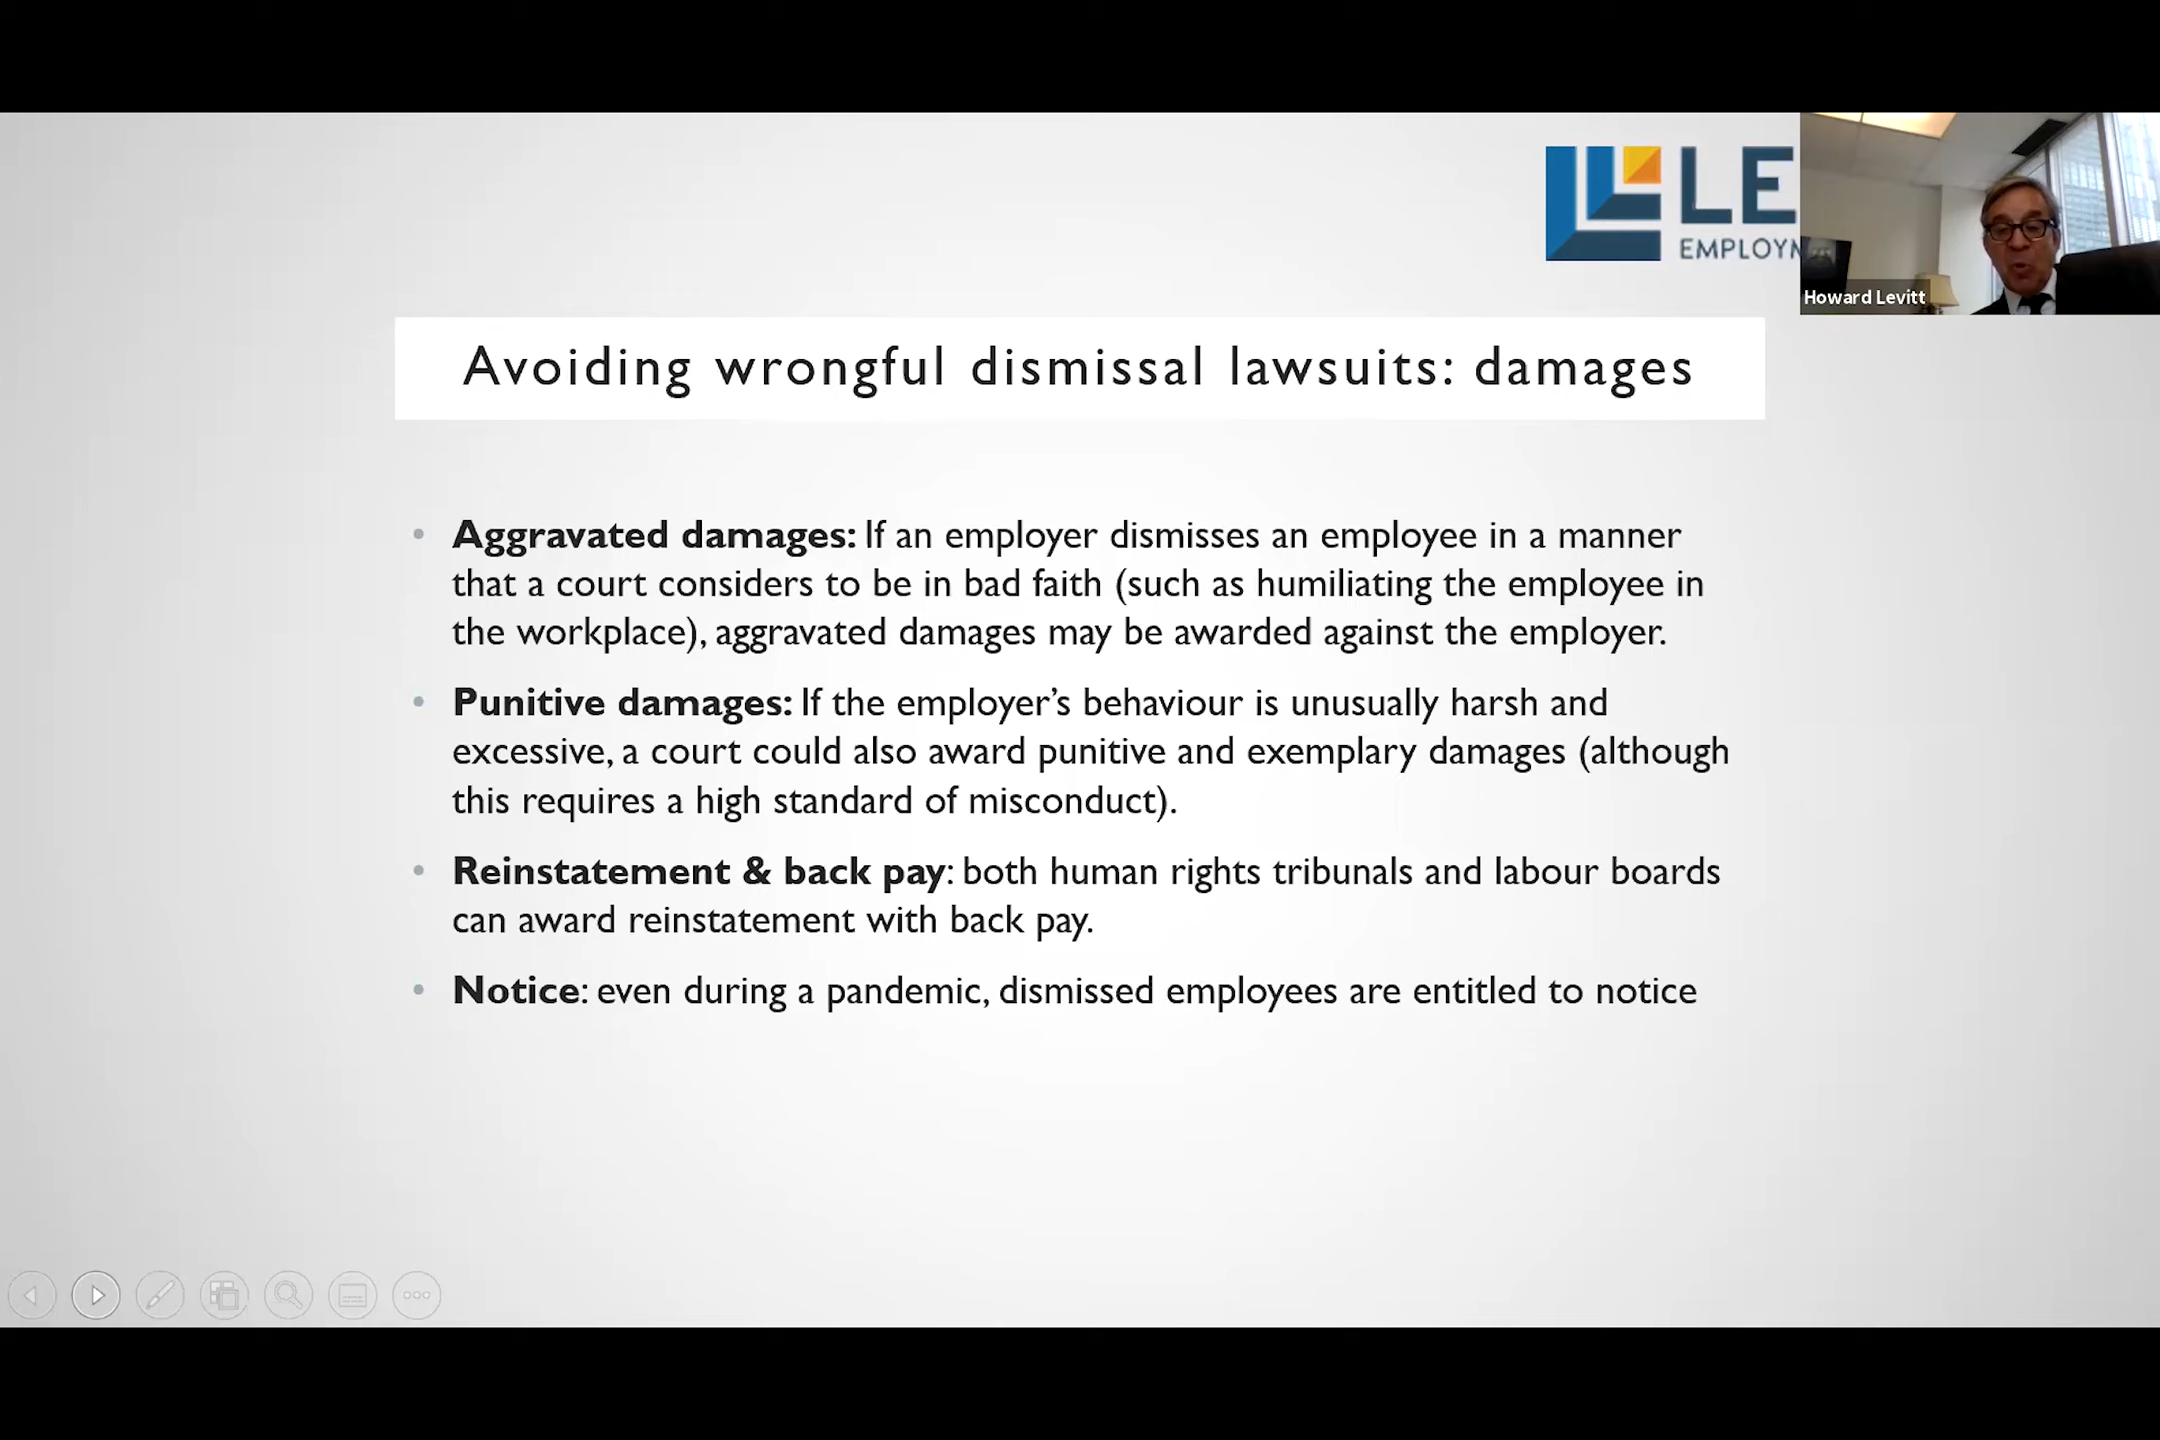 LE
EMPLOYM
Howard Levitt
Avoiding wrongful dismissal lawsuits: damages
• Aggravated damages: If an employer dismisses an employee in a manner
that a court considers to be in bad faith (such as humiliating the employee in
the workplace), aggravated damages may be awarded against the employer.
• Punitive damages: If the employer’s behaviour is unusually harsh and
excessive, a court could also award punitive and exemplary damages (although
this requires a high standard of misconduct).
• Reinstatement & back pay: both human rights tribunals and labour boards
can award reinstatement with back pay.
• Notice: even during a pandemic, dismissed employees are entitled to notice